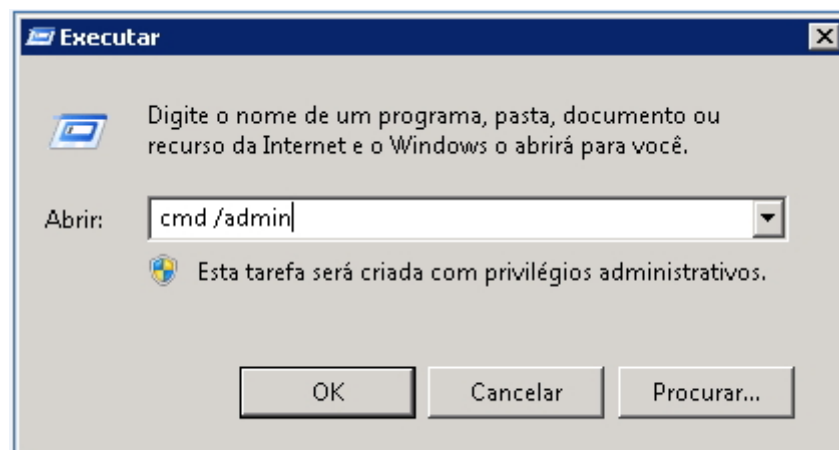 Executar
Digite o nome de um programa, pasta, documento ou
recurso da Internet e o Windows o abrirá para você.
Abrir: cmd /admin
Esta tarefa será criada com privilégios administrativos.
OK Cancelar Procurar...